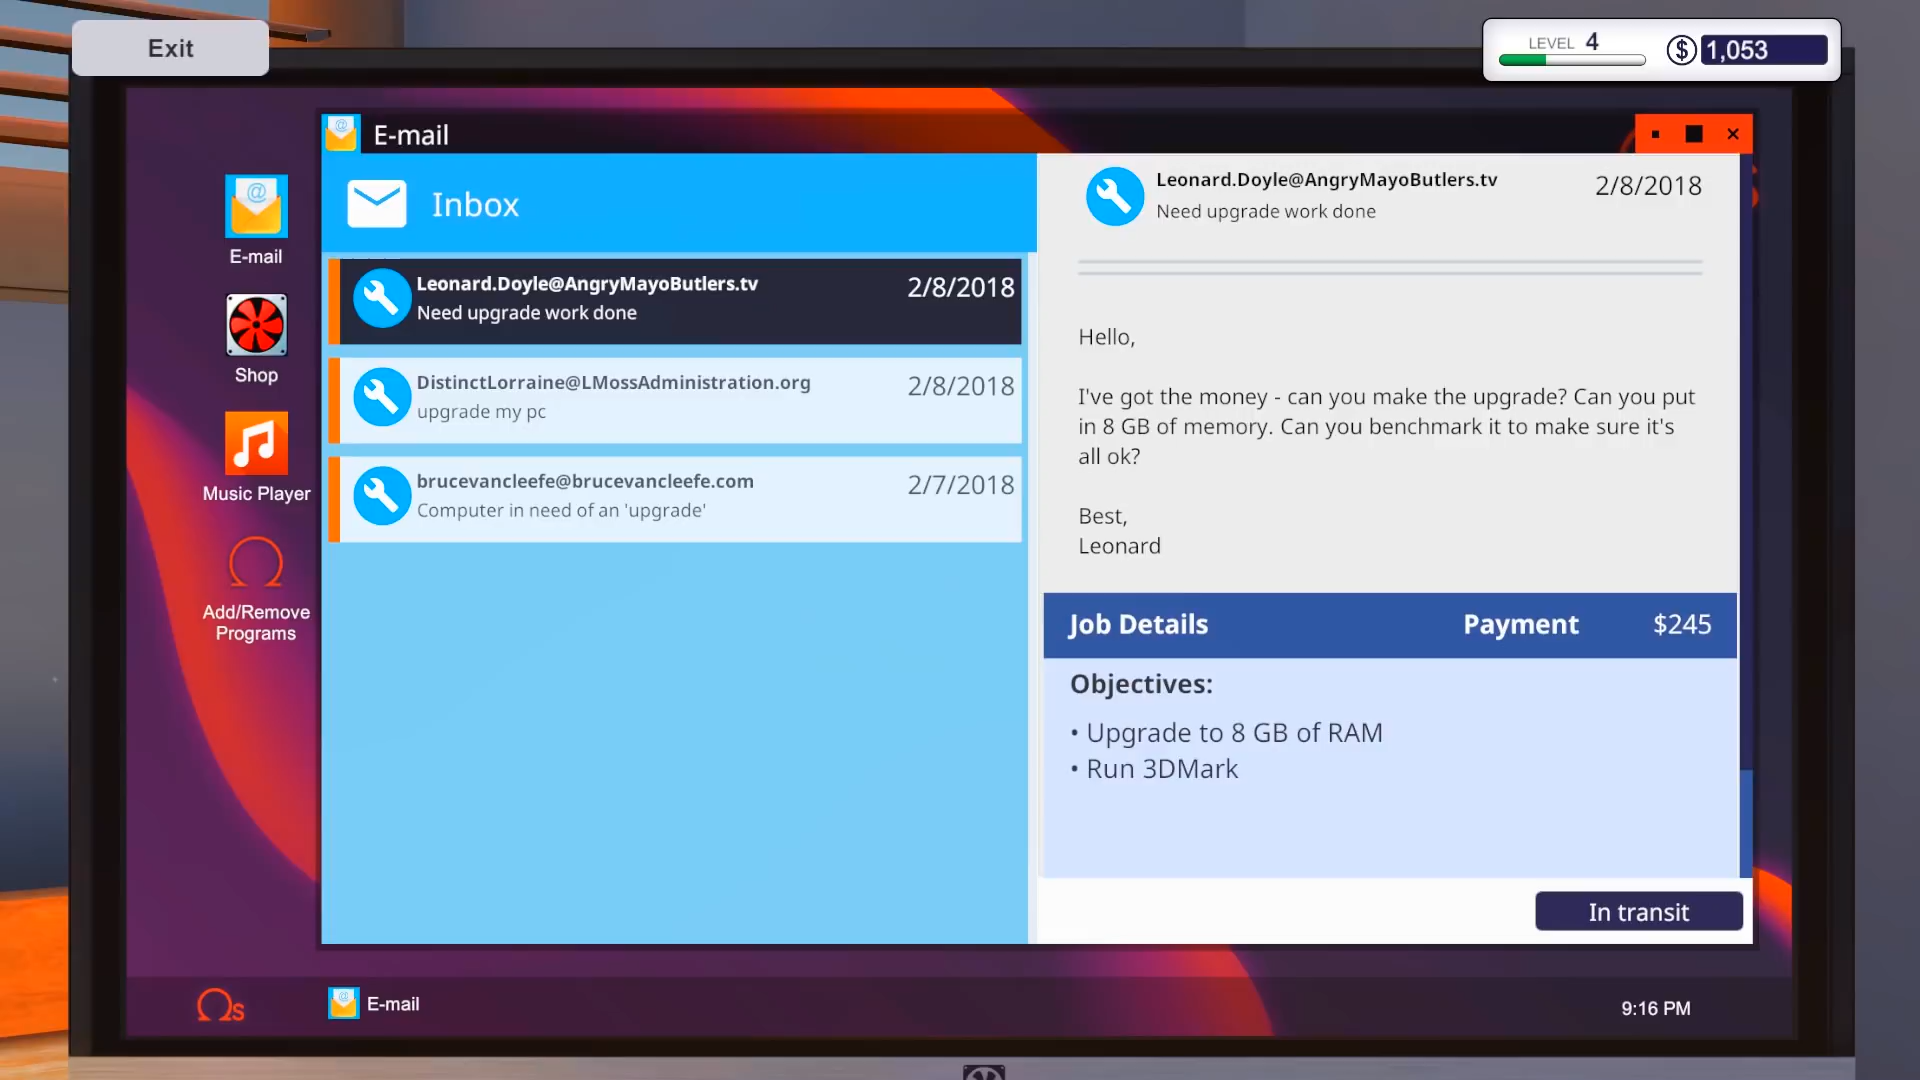 Exit
LEVEL 4
$ 1,053
E-mail
Inbox
Leonard.Doyle@AngryMayoButlers.tv
2/8/2018
Need upgrade work done
DistinctLorraine@LMossAdministration.org
2/8/2018
upgrade my pc
brucevancleefe@brucevancleefe.com
2/7/2018
Computer in need of an 'upgrade'
Leonard.Doyle@AngryMayoButlers.tv
2/8/2018
Need upgrade work done
Hello,
I've got the money - can you make the upgrade? Can you put
in 8 GB of memory. Can you benchmark it to make sure it's
all ok?
Best,
Leonard
Job Details Payment $245
Objectives:
• Upgrade to 8 GB of RAM
• Run 3DMark
In transit
E-mail
Shop
Music Player
Add/Remove
Programs
Ωs
E-mail
9:16 PM